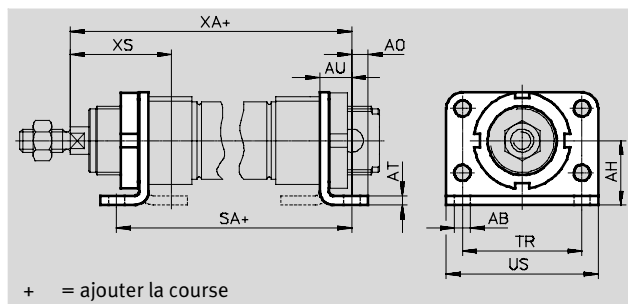 XA+
XS
AO
AU
AT
SA+
AH
AB
TR
US
+ = ajouter la course